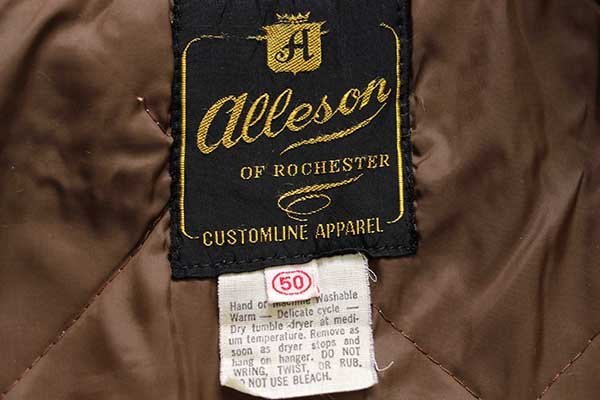 A
Alleson
OF ROCHESTER
CUSTOMLINE APPAREL
50
Hand or Machine Washable
Warm — Delicate cycle —
Dry tumble dryer at medi-
um temperature. Remove as
soon as dryer stops and
hang on hanger. DO NOT
WRING, TWIST, OR RUB.
DO NOT USE BLEACH.